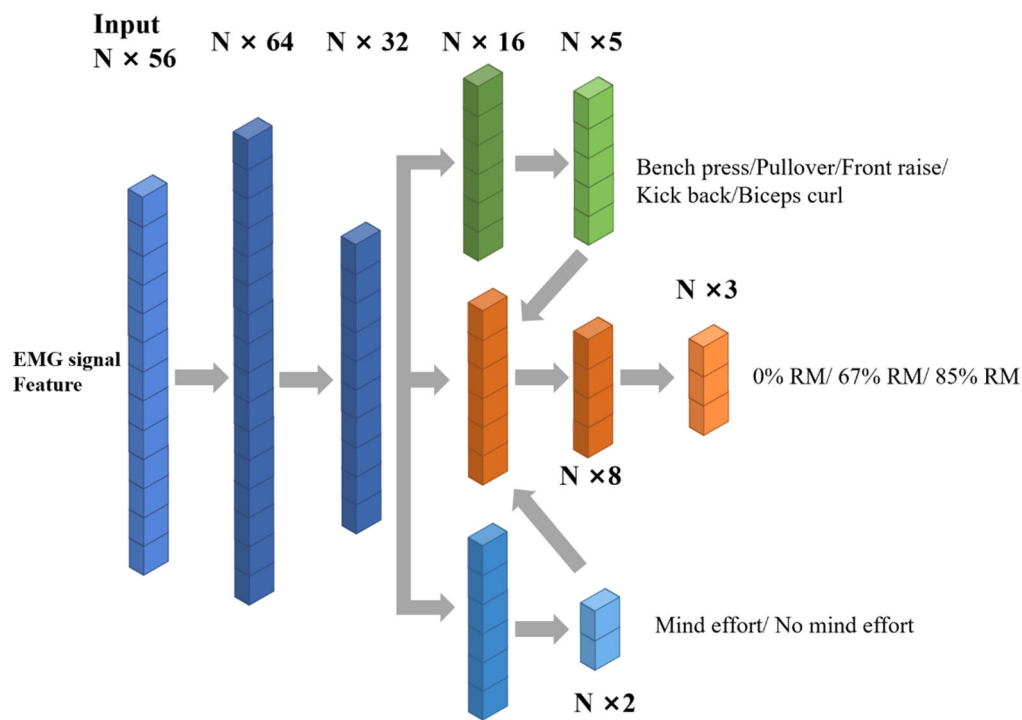 Input
N × 56
N × 64
N × 32
N × 16
N ×5
Bench press/Pullover/Front raise/
Kick back/Biceps curl
N ×3
EMG signal
Feature
0% RM/ 67% RM/ 85% RM
N ×8
Mind effort/ No mind effort
N ×2